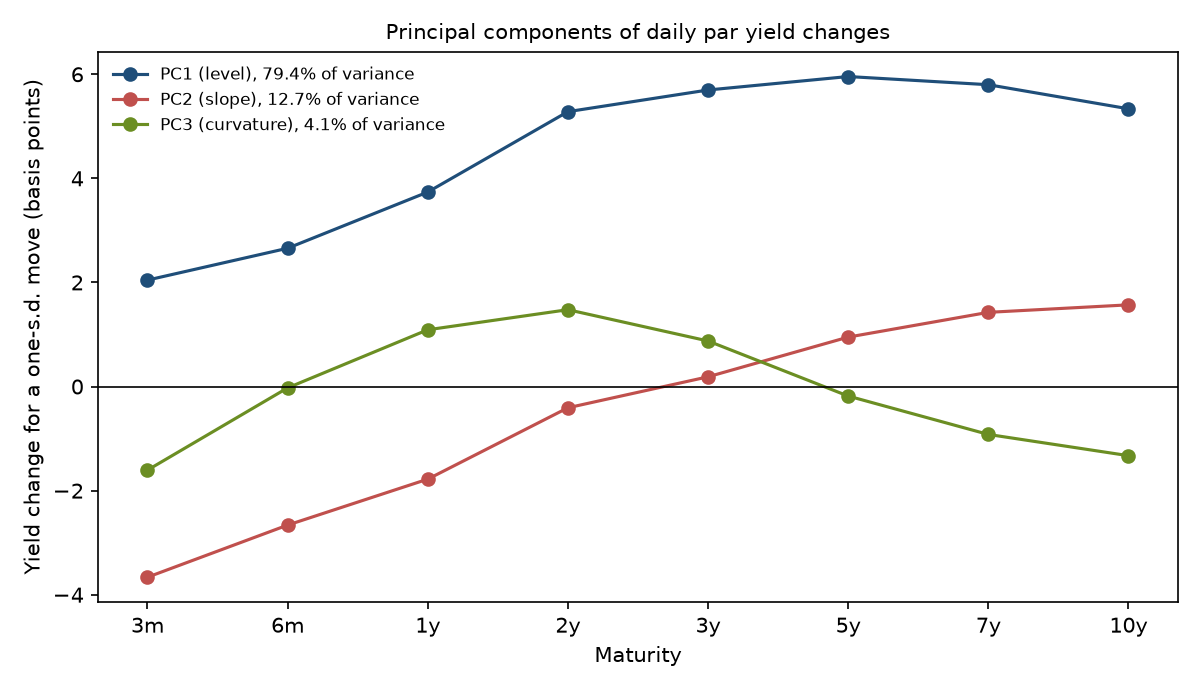 Principal components of daily par yield changes
PC1 (level), 79.4% of variance
PC2 (slope), 12.7% of variance
PC3 (curvature), 4.1% of variance
Yield change for a one-s.d. move (basis points)
6
4
2
0
−2
−4
3m 6m 1y 2y 3y 5y 7y 10y
Maturity